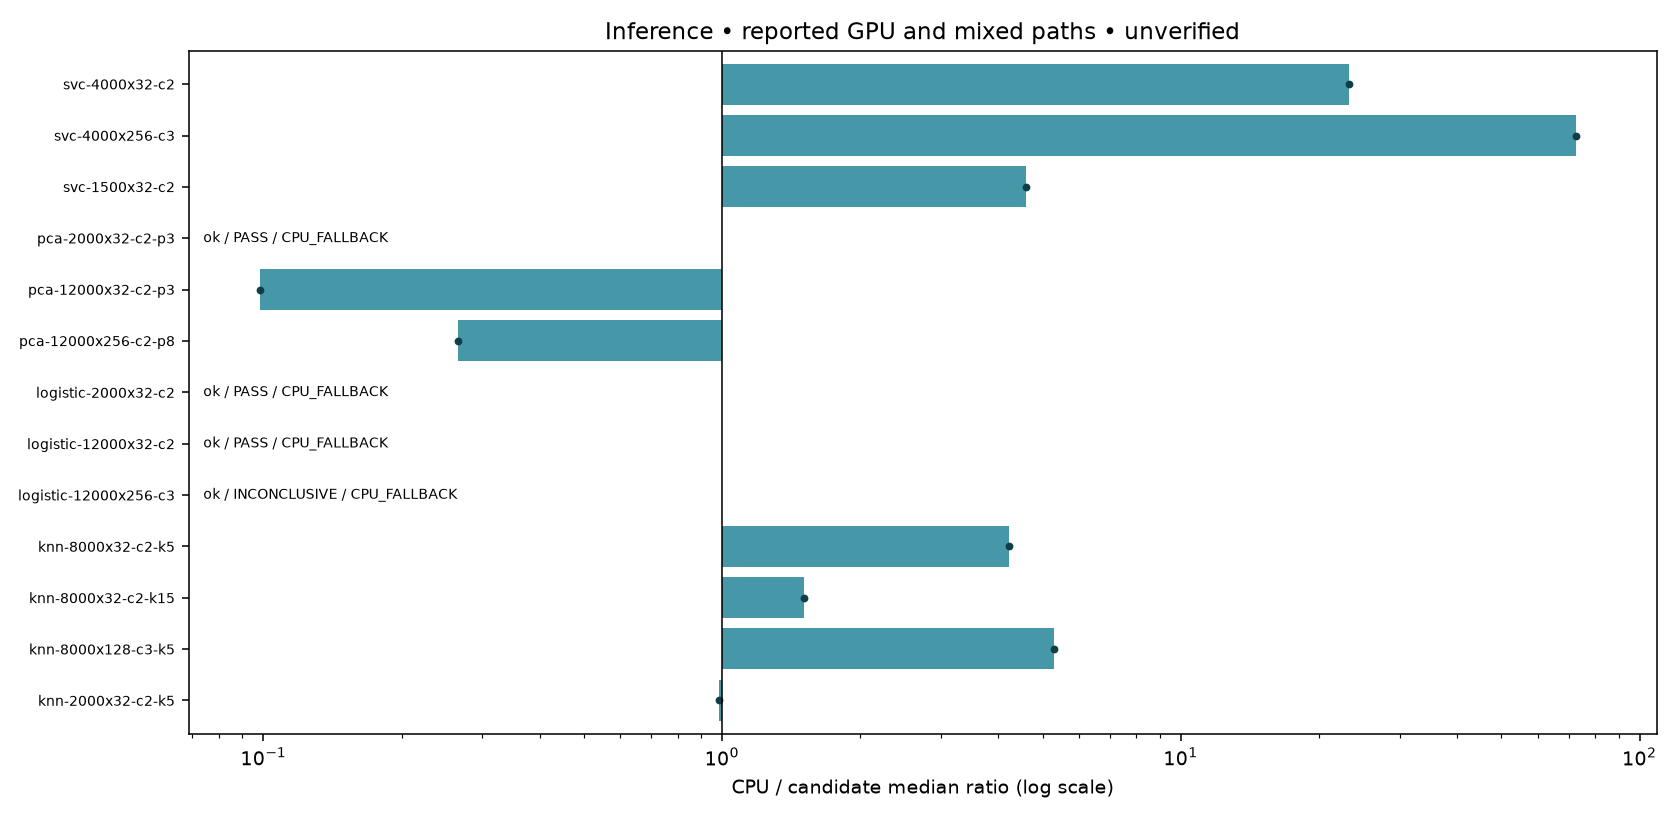 Inference • reported GPU and mixed paths • unverified
svc-4000x32-c2
svc-4000x256-c3
svc-1500x32-c2
pca-2000x32-c2-p3 ok / PASS / CPU_FALLBACK
pca-12000x32-c2-p3
pca-12000x256-c2-p8
logistic-2000x32-c2 ok / PASS / CPU_FALLBACK
logistic-12000x32-c2 ok / PASS / CPU_FALLBACK
logistic-12000x256-c3 ok / INCONCLUSIVE / CPU_FALLBACK
knn-8000x32-c2-k5
knn-8000x32-c2-k15
knn-8000x128-c3-k5
knn-2000x32-c2-k5
10⁻¹ 10⁰ 10¹ 10²
CPU / candidate median ratio (log scale)